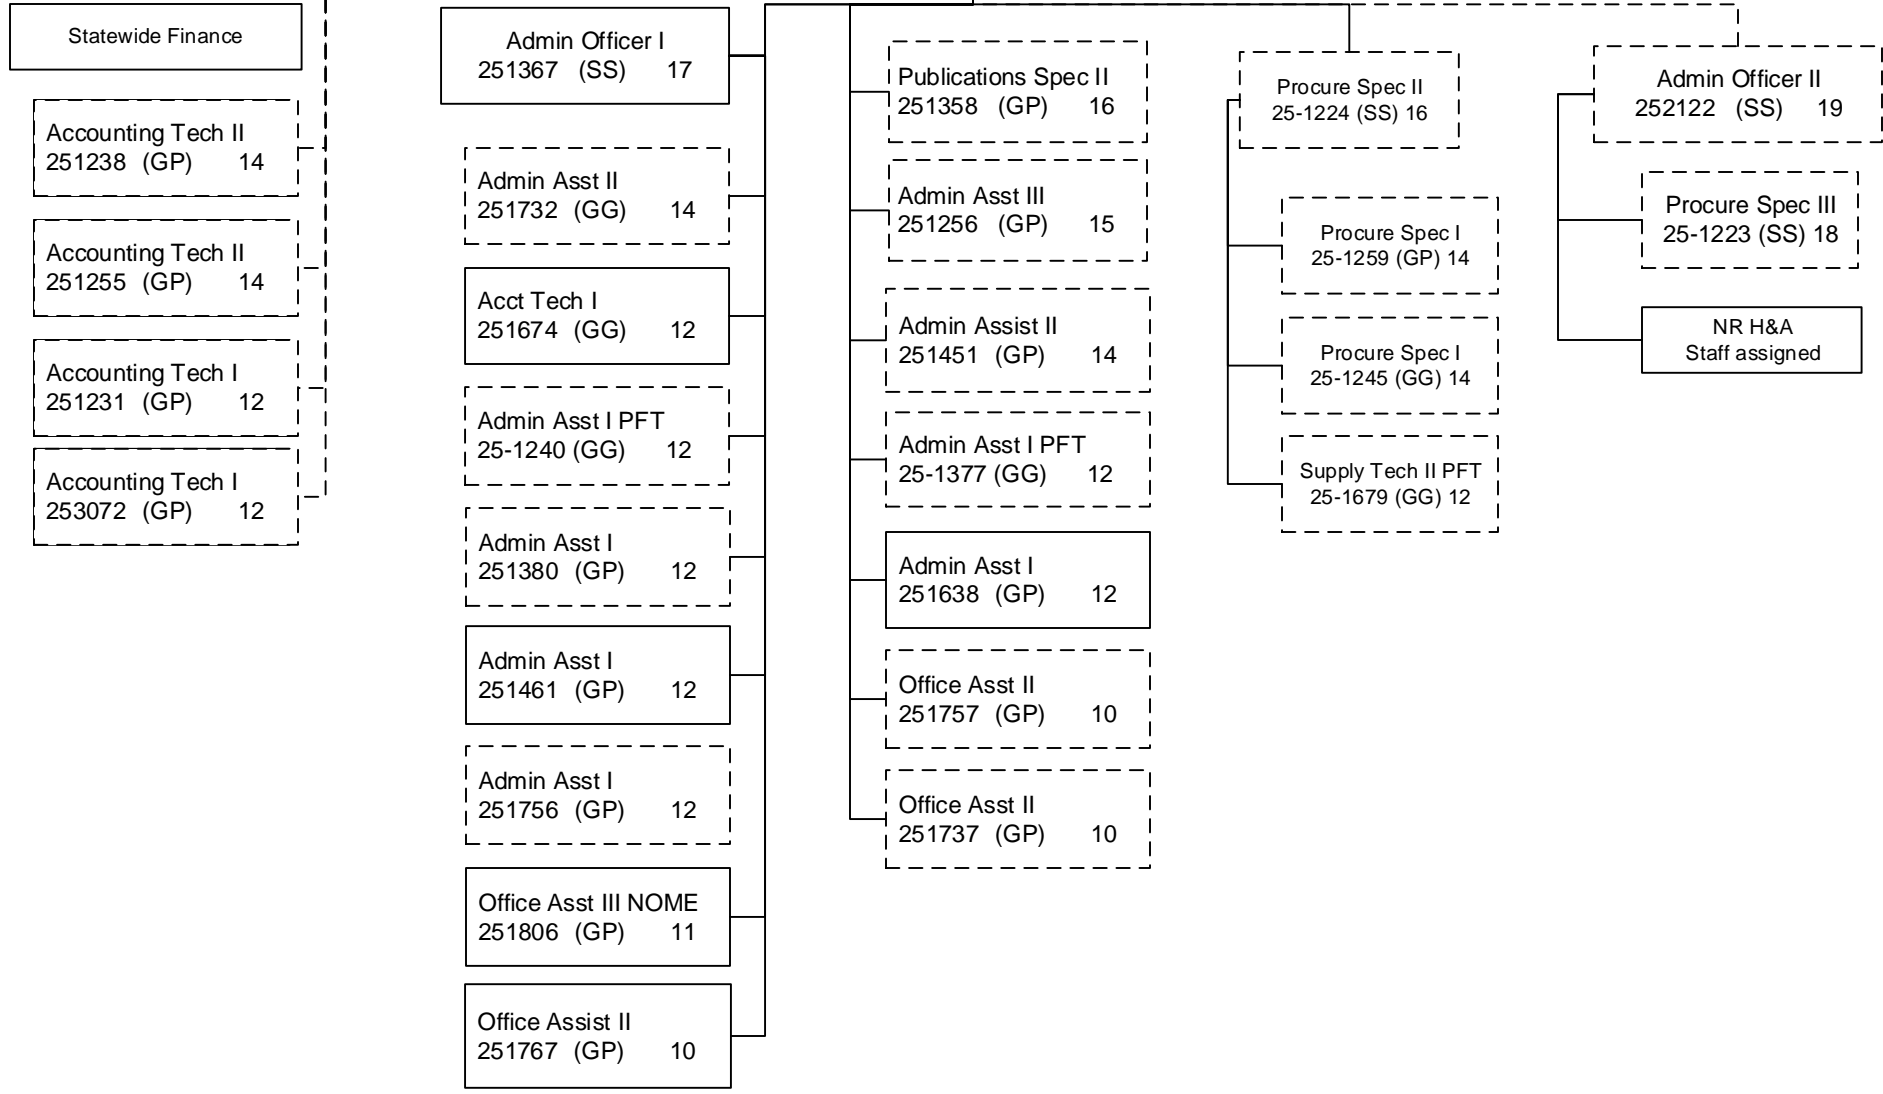 Statewide Finance
Accounting Tech II
251238 (GP) 14
Accounting Tech II
251255 (GP) 14
Accounting Tech I
251231 (GP) 12
Accounting Tech I
253072 (GP) 12
Admin Officer I
251367 (SS) 17
Admin Asst II
251732 (GG) 14
Acct Tech I
251674 (GG) 12
Admin Asst I PFT
25-1240 (GG) 12
Admin Asst I
251380 (GP) 12
Admin Asst I
251461 (GP) 12
Admin Asst I
251756 (GP) 12
Office Asst III NOME
251806 (GP) 11
Office Assist II
251767 (GP) 10
Publications Spec II
251358 (GP) 16
Admin Asst III
251256 (GP) 15
Admin Assist II
251451 (GP) 14
Admin Asst I PFT
25-1377 (GG) 12
Admin Asst I
251638 (GP) 12
Office Asst II
251757 (GP) 10
Office Asst II
251737 (GP) 10
Procure Spec II
25-1224 (SS) 16
Procure Spec I
25-1259 (GP) 14
Procure Spec I
25-1245 (GG) 14
Supply Tech II PFT
25-1679 (GG) 12
Admin Officer II
252122 (SS) 19
Procure Spec III
25-1223 (SS) 18
NR H&A
Staff assigned